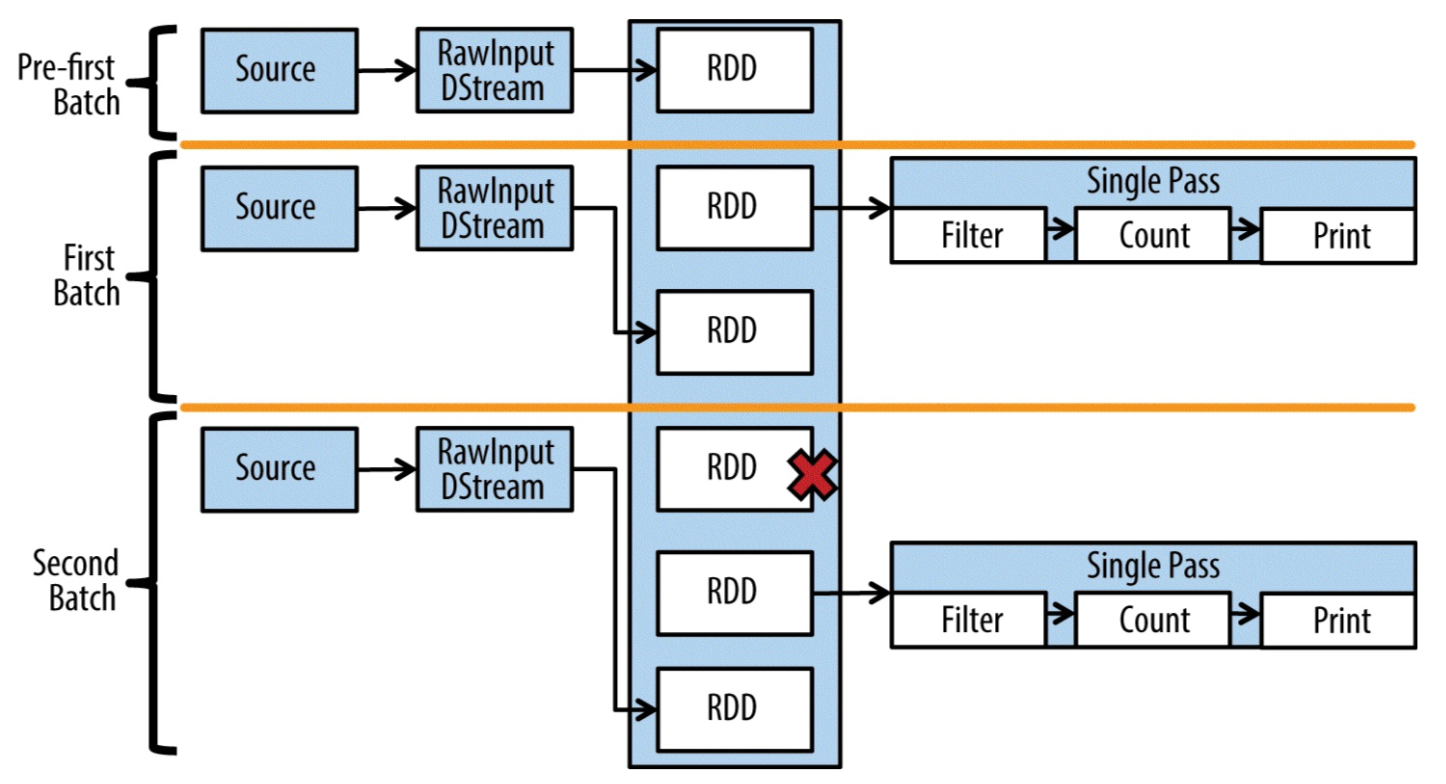 Pre-first
Batch
Source
RawInput
DStream
RDD
First
Batch
Source
RawInput
DStream
RDD
Single Pass
Filter
Count
Print
RDD
Second
Batch
Source
RawInput
DStream
RDD
RDD
Single Pass
Filter
Count
Print
RDD